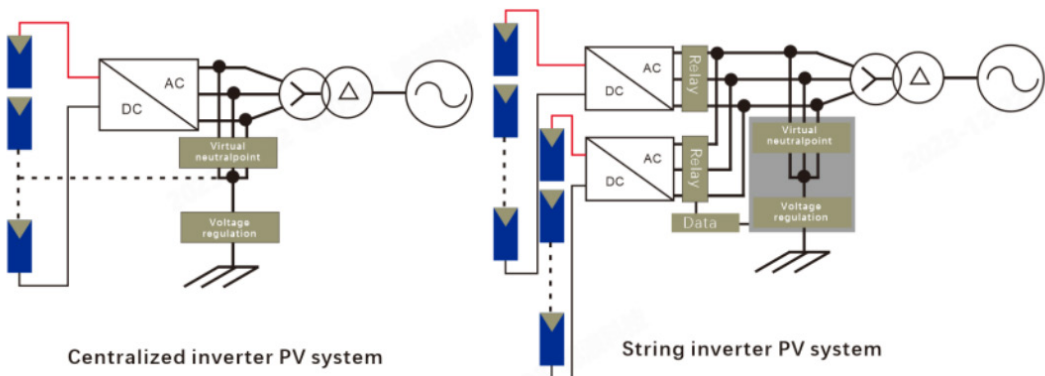 AC
DC
Virtual
neutralpoint
Voltage
regulation
Centralized inverter PV system
AC
DC
Relay
AC
DC
Relay
Data
Virtual
neutralpoint
Voltage
regulation
String inverter PV system